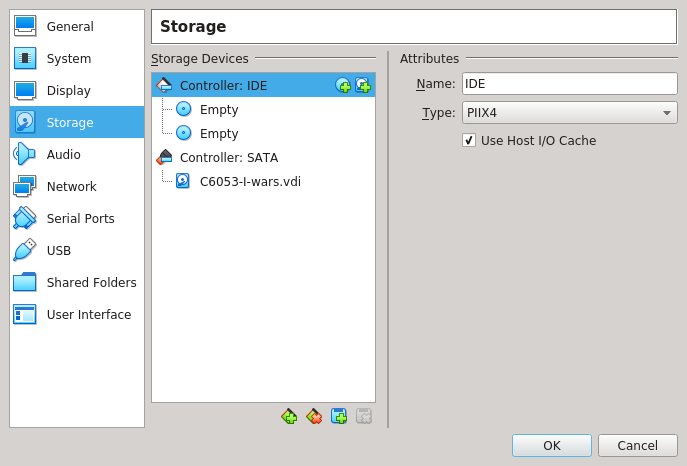 General
System
Display
Storage
Audio
Network
Serial Ports
USB
Shared Folders
User Interface
Storage
Storage Devices
Controller: IDE
Empty
Empty
Controller: SATA
C6053-I-wars.vdi
Attributes
Name: IDE
Type: PIIX4
Use Host I/O Cache
OK
Cancel